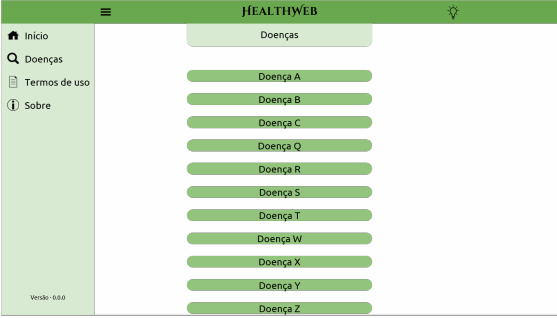 HEALTHWEB
Início
Doenças
Termos de uso
Sobre
Versão - 0.0.0
Doenças
Doença A
Doença B
Doença C
Doença Q
Doença R
Doença S
Doença T
Doença W
Doença X
Doença Y
Doença Z